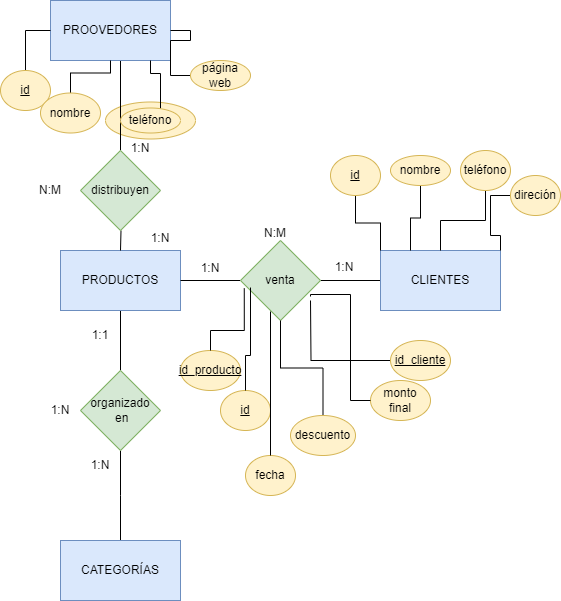 PROOVEDORES
id
nombre
teléfono
página
web
1:N
N:M
distribuyen
1:N
id
nombre
teléfono
direción
N:M
PRODUCTOS
1:N
venta
1:N
CLIENTES
1:1
id_producto
id
fecha
descuento
monto
final
id_cliente
1:N
organizado
en
1:N
CATEGORÍAS